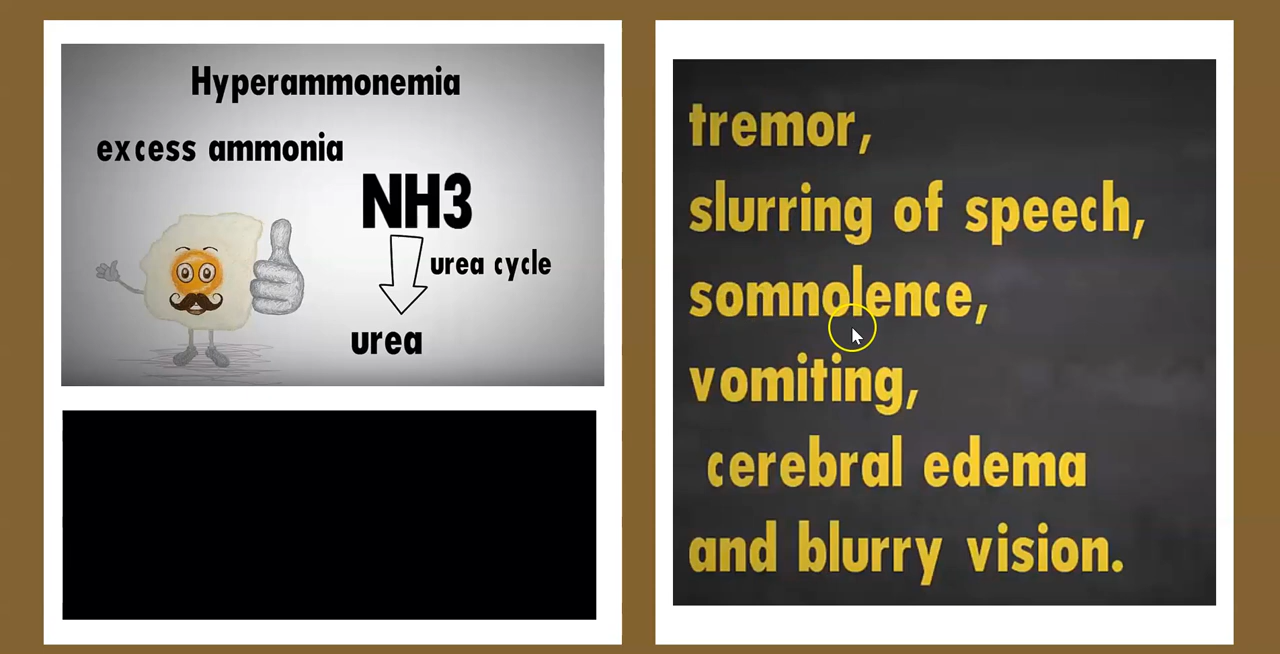 Hyperammonemia
excess ammonia
NH3
urea cycle
urea
tremor,
slurring of speech,
somnolence,
vomiting,
cerebral edema
and blurry vision.